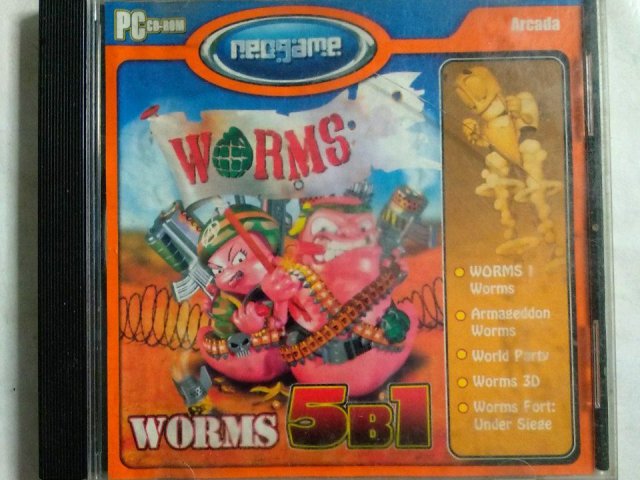 PC CD-ROM
neogame
Arcada
WORMS
WORMS 1
Worms
Armageddon
Worms
World Party
Worms 3D
Worms Fort:
Under Siege
WORMS 5В1